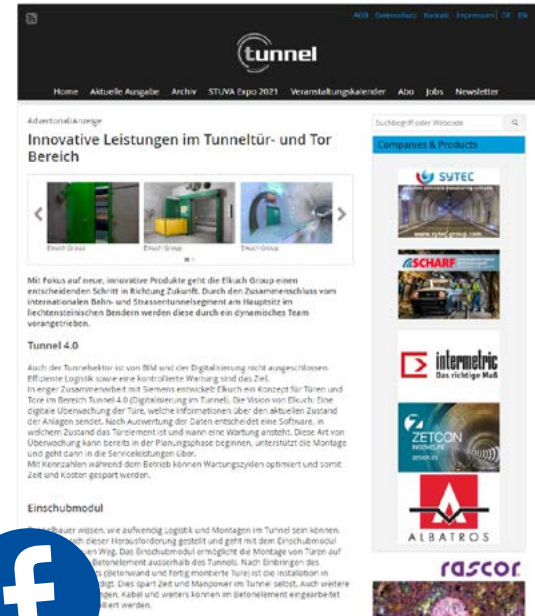 AGB Datenschutz Kontakt Impressum DE EN
tunnel
Home Aktuelle Ausgabe Archiv STUVA Expo 2021 Veranstaltungskalender Abo Jobs Newsletter
Advertorial/Anzeige
Innovative Leistungen im Tunneltür- und Tor
Bereich
Elkuch Group
Elkuch Group
Elkuch Group
Mit Fokus auf neue, innovative Produkte geht die Elkuch Group einen
entscheidenden Schritt in Richtung Zukunft. Durch den Zusammenschluss vom
internationalen Bahn- und Strassentunnelsegment am Hauptsitz im
liechtensteinischen Bendern werden diese durch ein dynamisches Team
vorangetrieben.
Tunnel 4.0
Auch der Tunnelsektor ist von BIM und der Digitalisierung nicht ausgeschlossen.
Effiziente Logistik sowie eine kontrollierte Wartung sind das Ziel.
In enger Zusammenarbeit mit Siemens entwickelt Elkuch ein Konzept für Türen und
Tore im Bereich Tunnel 4.0 (Digitalisierung im Tunnel). Die Vision von Elkuch: Eine
digitale Überwachung der Türe, welche Informationen über den aktuellen Zustand
der Anlagen sendet. Nach Auswertung der Daten entscheidet eine Software, in
welchem Zustand das Türelement ist und wann eine Wartung ansteht. Diese Art von
Überwachung kann bereits in der Planungsphase beginnen, unterstützt die Montage
und geht dann in die Serviceleistungen über.
Mit Kennzahlen während dem Betrieb können Wartungszyklen optimiert und somit
Zeit und Kosten gespart werden.
Einschubmodul
wissen, wie aufwendig Logistik und Montagen im Tunnel sein können.
dieser Herausforderung gestellt und geht mit dem Einschubmodul
Weg. Das Einschubmodul ermöglicht die Montage von Türen auf
Betonelement ausserhalb des Tunnels. Nach Einbringen des
(Betonwand und fertig montierte Türe) ist die Installation in
Dies spart Zeit und Manpower im Tunnel selbst. Auch weitere
Kabel und weiters können im Betonelement eingearbeitet
werden.
f
Suchbegriff oder Webcode
Companies & Products
SYTEC
www.sytecgroup.com
SCHARF
intermetric
Das richtige Maß
ZETCON
INGENIEURE
ALBATROS
rascor